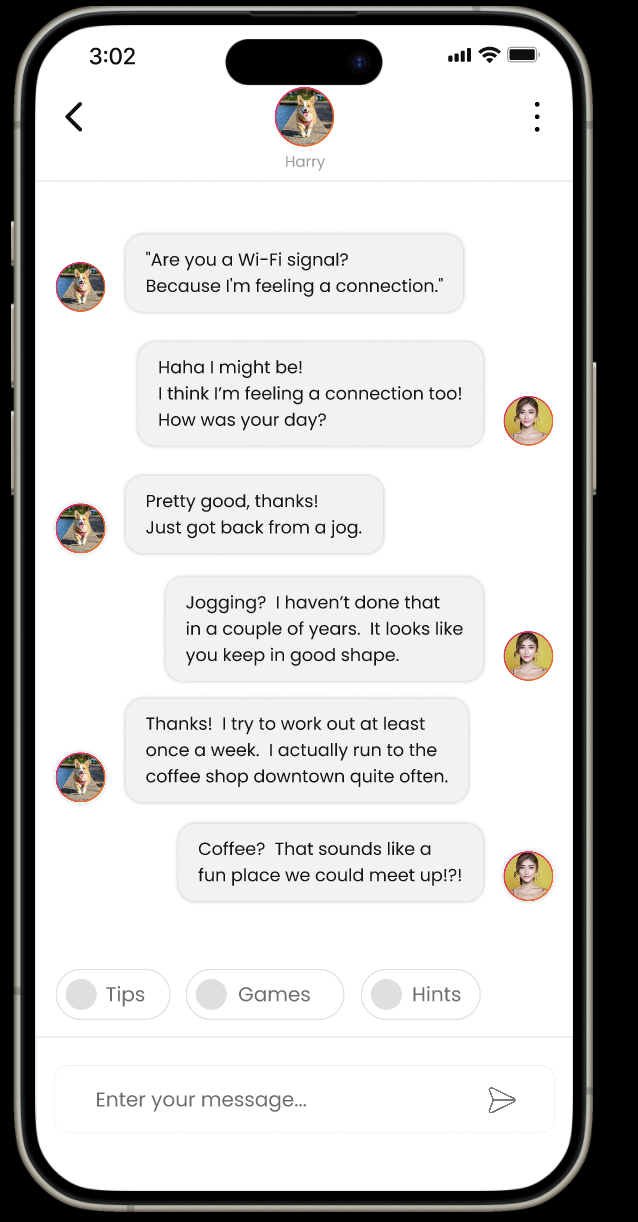 3:02
Harry
"Are you a Wi-Fi signal?
Because I'm feeling a connection."
Haha I might be!
I think I’m feeling a connection too!
How was your day?
Pretty good, thanks!
Just got back from a jog.
Jogging?  I haven’t done that
in a couple of years.  It looks like
you keep in good shape.
Thanks!  I try to work out at least
once a week.  I actually run to the
coffee shop downtown quite often.
Coffee?  That sounds like a
fun place we could meet up!?!
Tips
Games
Hints
Enter your message...